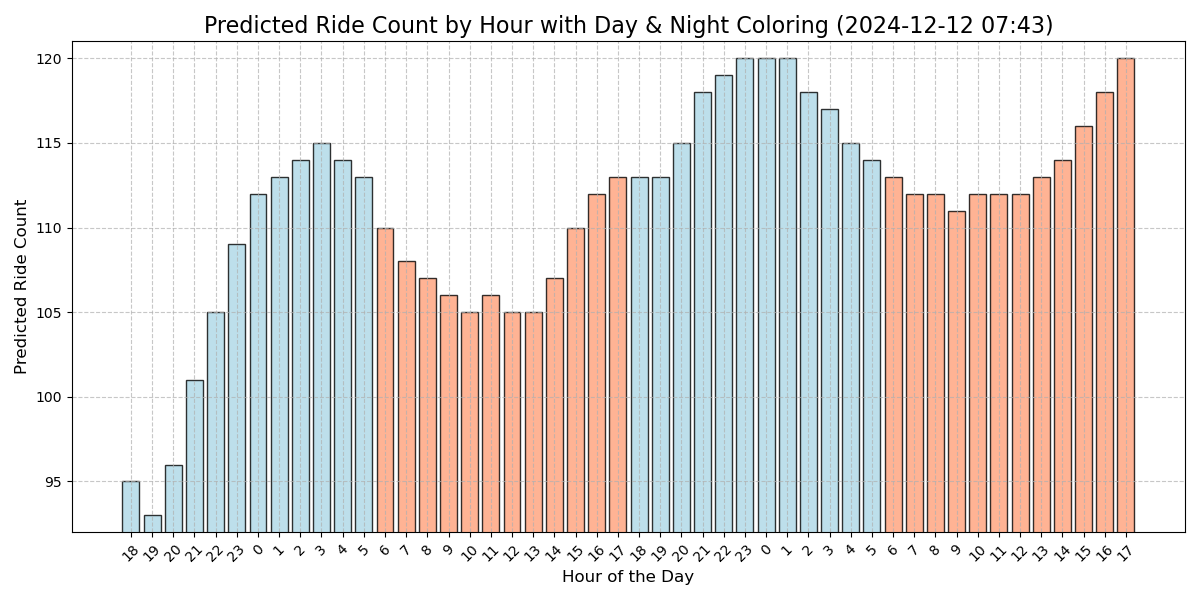 Predicted Ride Count by Hour with Day & Night Coloring (2024-12-12 07:43)
Predicted Ride Count
120
115
110
105
100
95
18 19 20 21 22 23 0 1 2 3 4 5 6 7 8 9 10 11 12 13 14 15 16 17 18 19 20 21 22 23 0 1 2 3 4 5 6 7 8 9 10 11 12 13 14 15 16 17
Hour of the Day